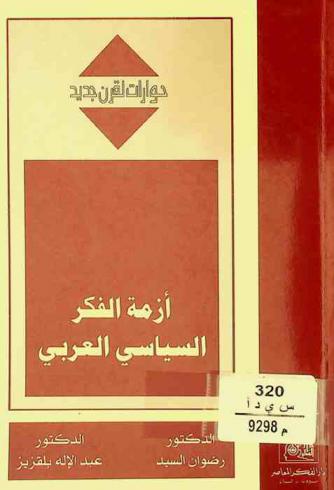 حوارات لقرن جديد
أزمة الفكر
السياسي العربي
320
س ي د أ
9298 م
الدكتور
رضوان السيد
الدكتور
عبد الإله بلقزيز
دار الفكر المعاصر